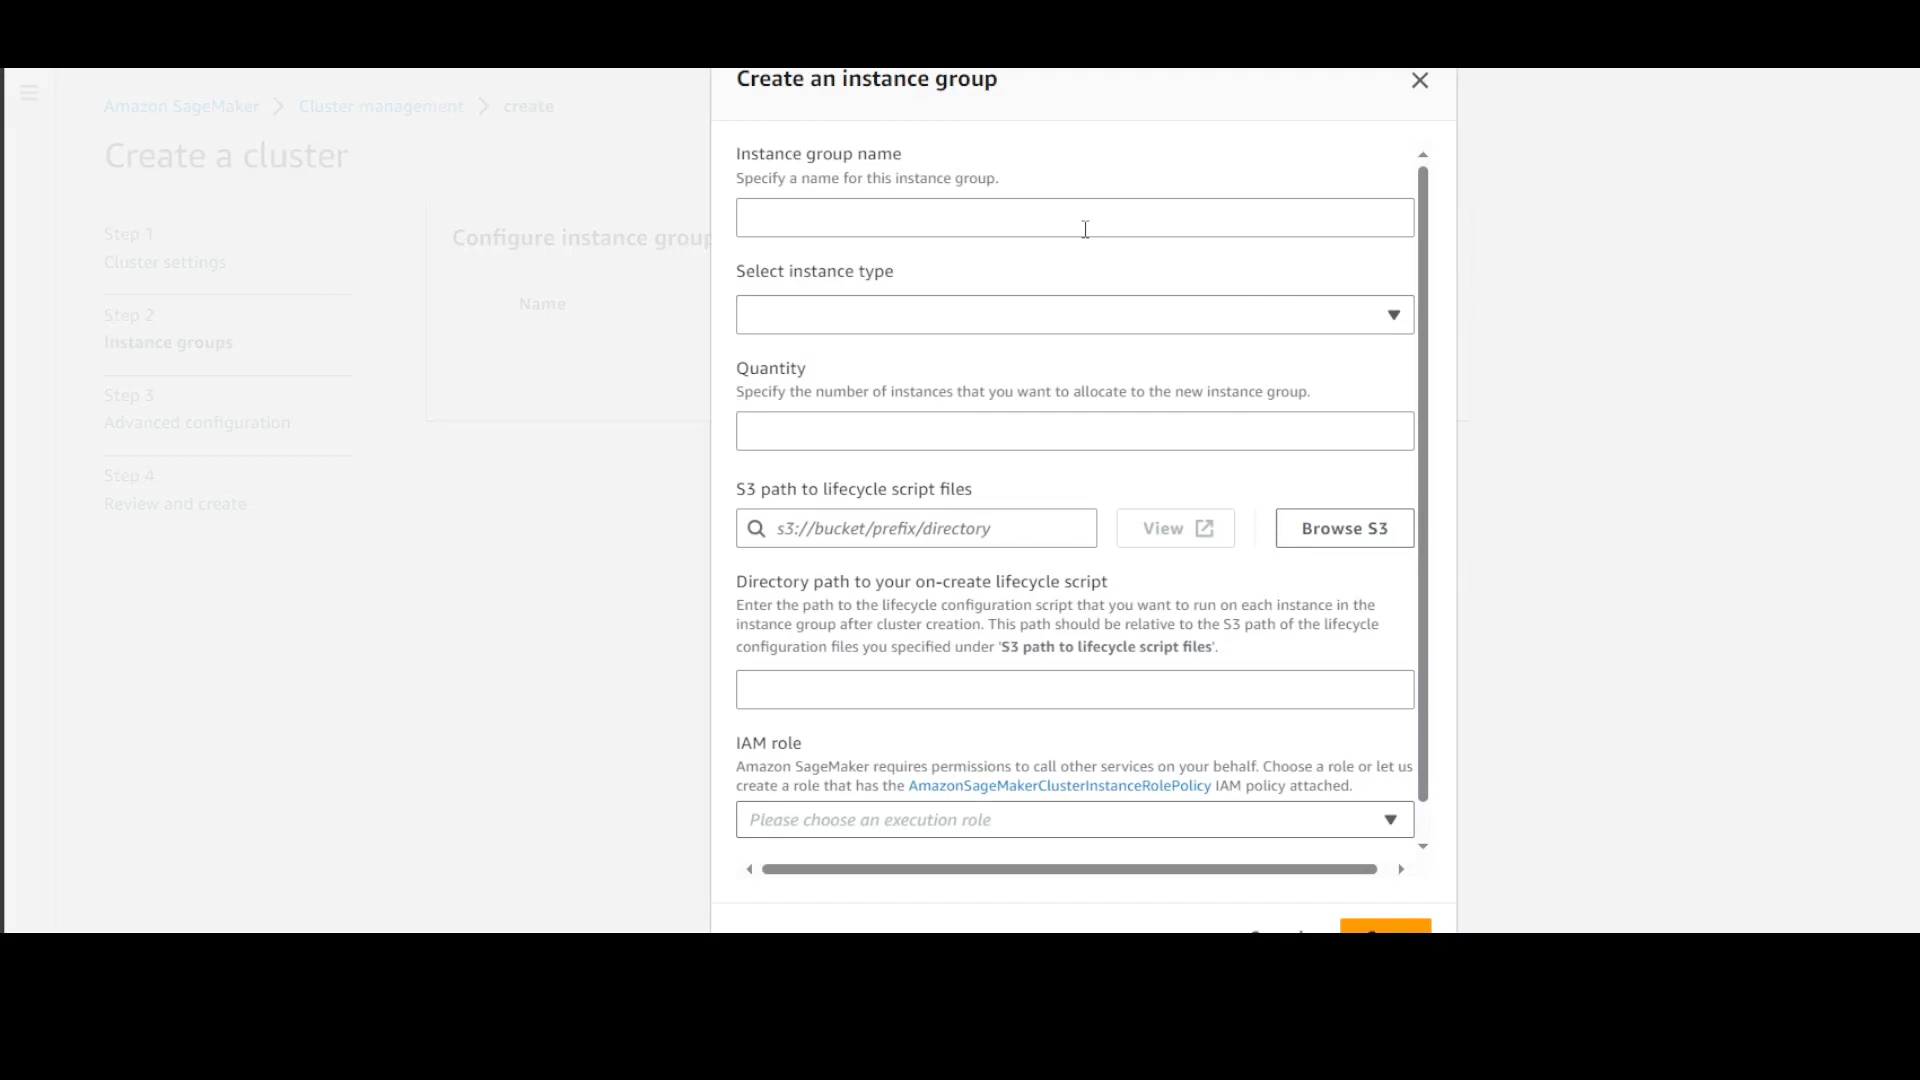 Create an instance group
Amazon SageMaker
Cluster management
create
Create a cluster
Step 1
Cluster settings
Step 2
Instance groups
Step 3
Advanced configuration
Step 4
Review and create
Configure instance group
Name
Instance group name
Specify a name for this instance group.
Select instance type
Quantity
Specify the number of instances that you want to allocate to the new instance group.
S3 path to lifecycle script files
s3://bucket/prefix/directory
View
Browse S3
Directory path to your on-create lifecycle script
Enter the path to the lifecycle configuration script that you want to run on each instance in the
instance group after cluster creation. This path should be relative to the S3 path of the lifecycle
configuration files you specified under 'S3 path to lifecycle script files'.
IAM role
Amazon SageMaker requires permissions to call other services on your behalf. Choose a role or let us
create a role that has the AmazonSageMakerClusterInstanceRolePolicy IAM policy attached.
Please choose an execution role